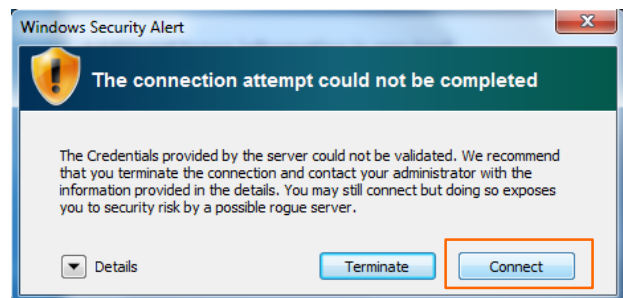 Windows Security Alert
The connection attempt could not be completed
The Credentials provided by the server could not be validated. We recommend
that you terminate the connection and contact your administrator with the
information provided in the details. You may still connect but doing so exposes
you to security risk by a possible rogue server.
Details Terminate Connect